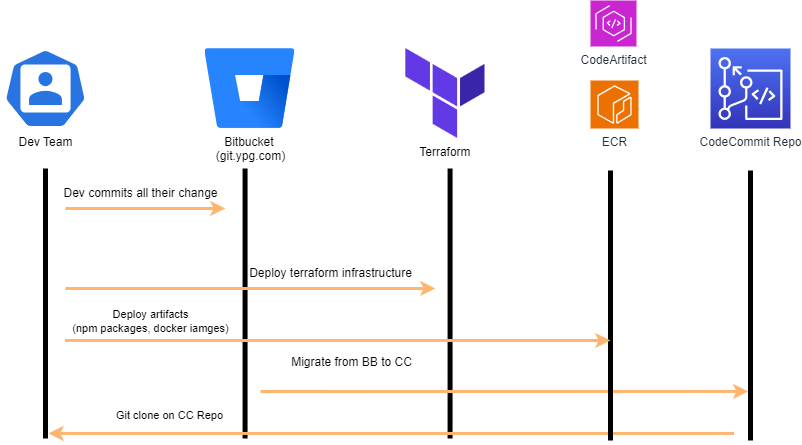 CodeArtifact
Dev Team
Bitbucket
(git.ypg.com)
Terraform
ECR
CodeCommit Repo
Dev commits all their change
Deploy terraform infrastructure
Deploy artifacts
(npm packages, docker iamges)
Migrate from BB to CC
Git clone on CC Repo